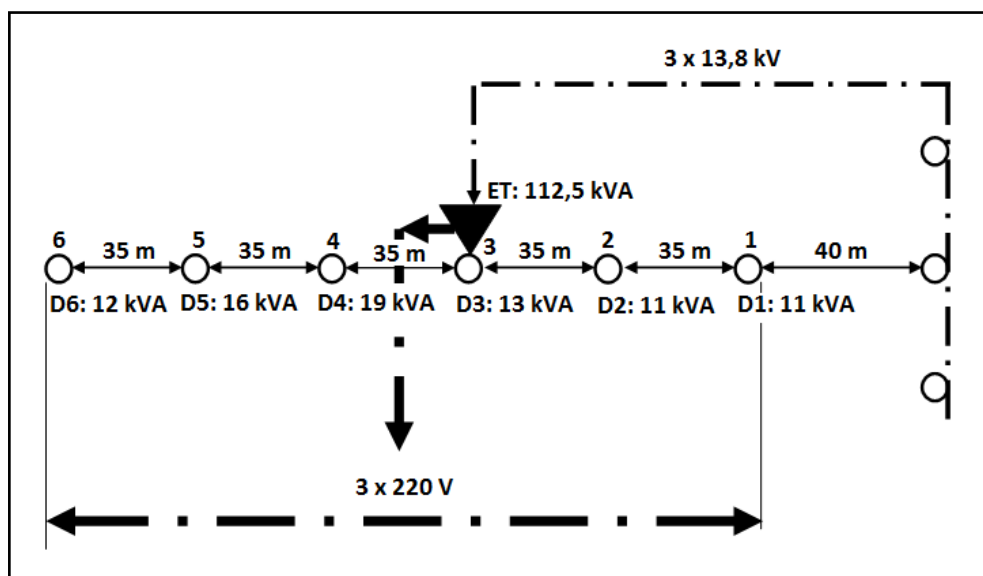 3 x 13,8 kV
ET: 112,5 kVA
6 35 m 5 35 m 4 35 m 3 35 m 2 35 m 1 40 m
D6: 12 kVA D5: 16 kVA D4: 19 kVA D3: 13 kVA D2: 11 kVA D1: 11 kVA
3 x 220 V